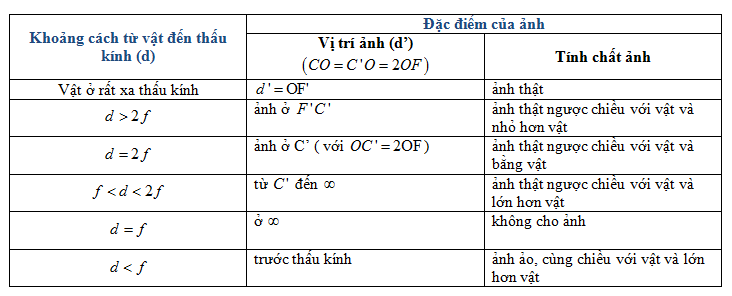 Khoảng cách từ vật đến thấu kính (d)
Đặc điểm của ảnh
Vị trí ảnh (d')
(CO = C'O = 2OF)
Tính chất ảnh
Vật ở rất xa thấu kính
d' = OF'
ảnh thật
d > 2f
ảnh ở F'C'
ảnh thật ngược chiều với vật và
nhỏ hơn vật
d = 2f
ảnh ở C' ( với OC' = 2OF )
ảnh thật ngược chiều với vật và
bằng vật
f < d < 2f
từ C' đến ∞
ảnh thật ngược chiều với vật và
lớn hơn vật
d = f
ở ∞
không cho ảnh
d < f
trước thấu kính
ảnh ảo, cùng chiều với vật và lớn
hơn vật